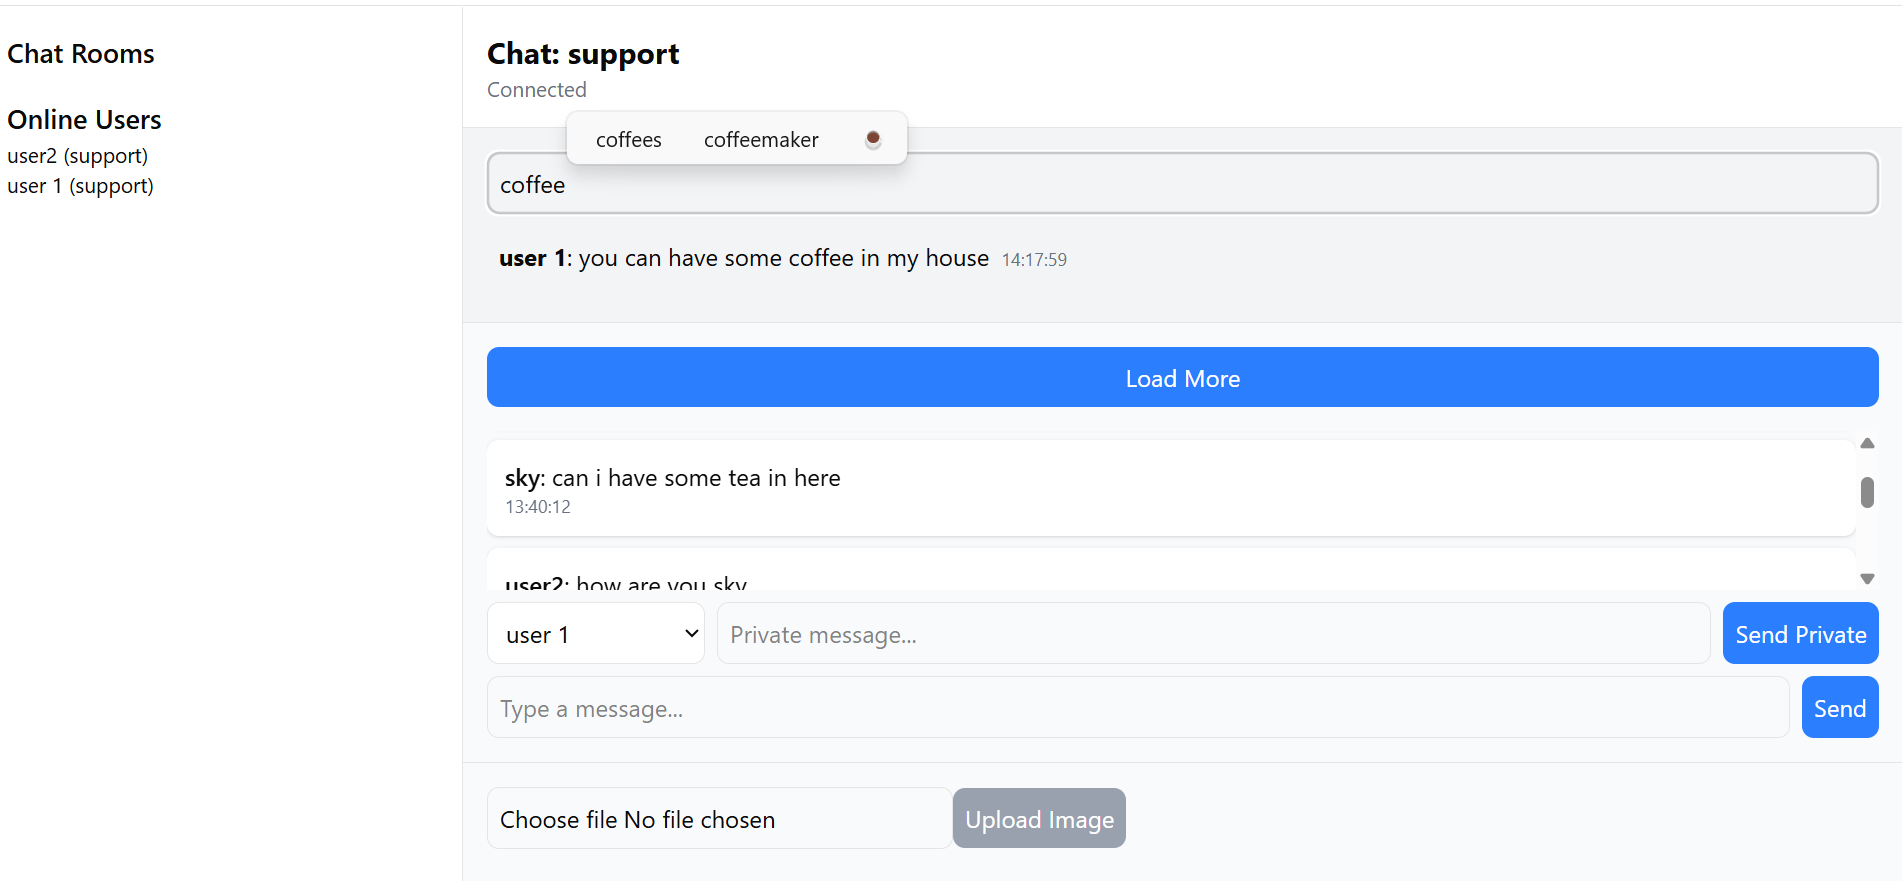 Chat Rooms
Online Users
user2 (support)
user 1 (support)
Chat: support
Connected
coffees coffeemaker
coffee
user 1: you can have some coffee in my house 14:17:59
Load More
sky: can i have some tea in here
13:40:12
user2: how are you sky
user 1 Private message... Send Private
Type a message... Send
Choose file No file chosen Upload Image